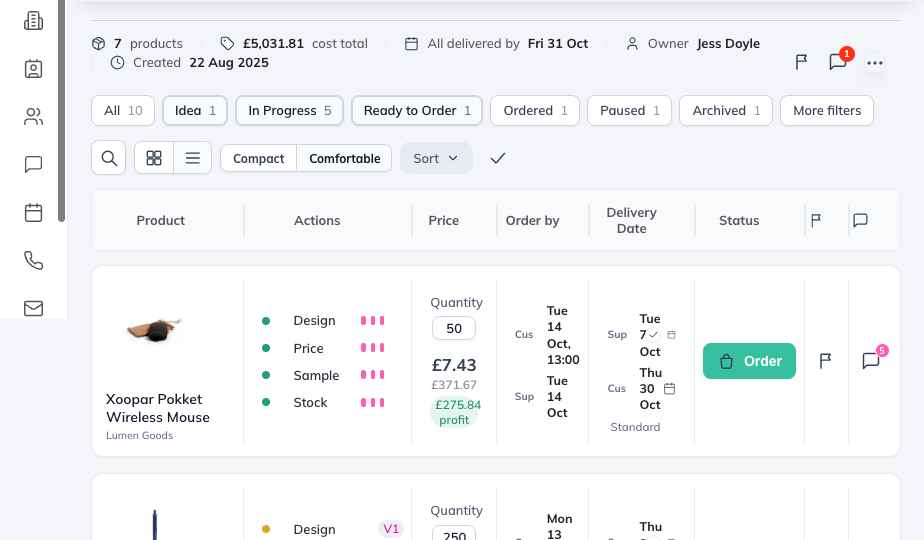 7 products £5,031.81 cost total All delivered by Fri 31 Oct Owner Jess Doyle
Created 22 Aug 2025
1
All 10 Idea 1 In Progress 5 Ready to Order 1 Ordered 1 Paused 1 Archived 1 More filters
Compact Comfortable Sort
Product Actions Price Order by Delivery Date Status
Xoopar Pokket
Wireless Mouse
Lumen Goods
Design
Price
Sample
Stock
Quantity
50
£7.43
£371.67
£275.84
profit
Cus Tue
14
Oct,
13:00
Sup Tue
14
Oct
Sup Tue
7
Oct
Cus Thu
30
Oct
Standard
Order
5
Design V1
Quantity
250
Mon
13
Thu